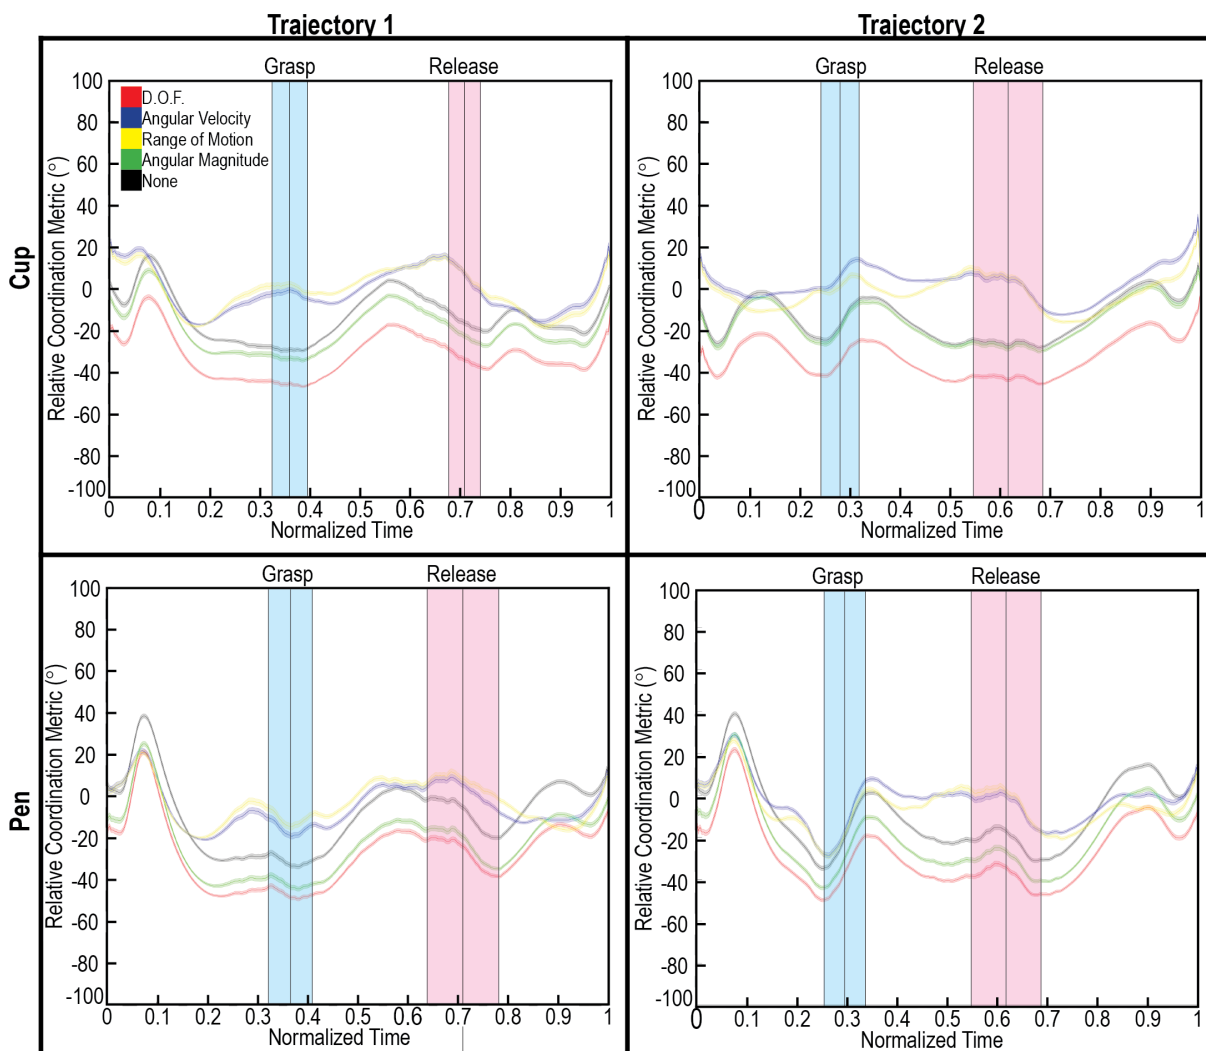 Trajectory 1
Trajectory 2
Cup
Grasp
Release
Relative Coordination Metric (°)
100
80
60
40
20
0
-20
-40
-60
-80
-100
D.O.F.
Angular Velocity
Range of Motion
Angular Magnitude
None
0 0.1 0.2 0.3 0.4 0.5 0.6 0.7 0.8 0.9 1
Normalized Time
Grasp
Release
Relative Coordination Metric (°)
100
80
60
40
20
0
-20
-40
-60
-80
-100
0 0.1 0.2 0.3 0.4 0.5 0.6 0.7 0.8 0.9 1
Normalized Time
Pen
Grasp
Release
Relative Coordination Metric (°)
100
80
60
40
20
0
-20
-40
-60
-80
-100
0 0.1 0.2 0.3 0.4 0.5 0.6 0.7 0.8 0.9 1
Normalized Time
Grasp
Release
Relative Coordination Metric (°)
100
80
60
40
20
0
-20
-40
-60
-80
-100
0 0.1 0.2 0.3 0.4 0.5 0.6 0.7 0.8 0.9 1
Normalized Time